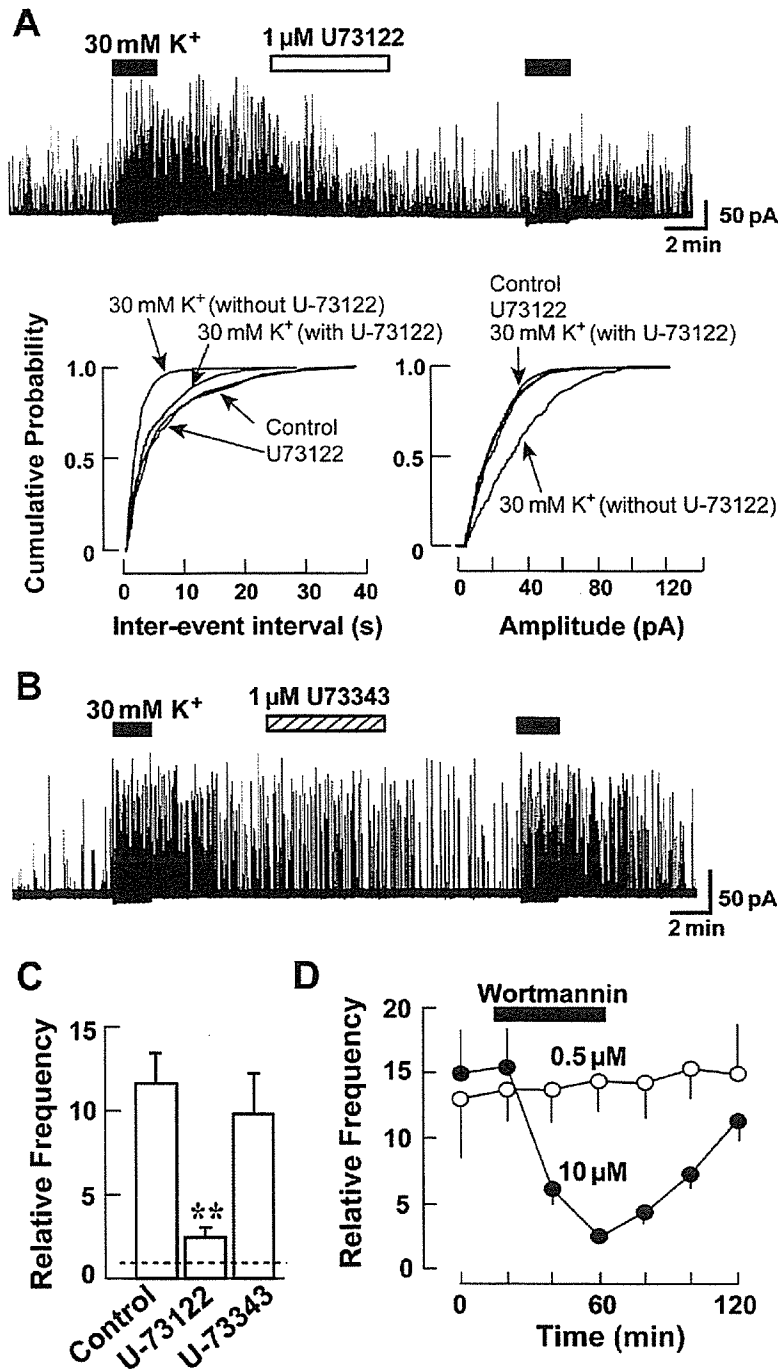 A
30 mM K+
1 µM U73122
50 pA
2 min
30 mM K+ (without U-73122)
30 mM K+ (with U-73122)
Control
U73122
Cumulative Probability
1.0
0.5
0
0 10 20 30 40
Inter-event interval (s)
Control
U73122
30 mM K+ (with U-73122)
30 mM K+ (without U-73122)
1.0
0.5
0
0 40 80 120
Amplitude (pA)
B
30 mM K+
1 µM U73343
50 pA
2 min
C
Relative Frequency
15
10
5
0
**
Control
U-73122
U-73343
D
Wortmannin
0.5 µM
10 µM
Relative Frequency
20
15
10
5
0
0 60 120
Time (min)